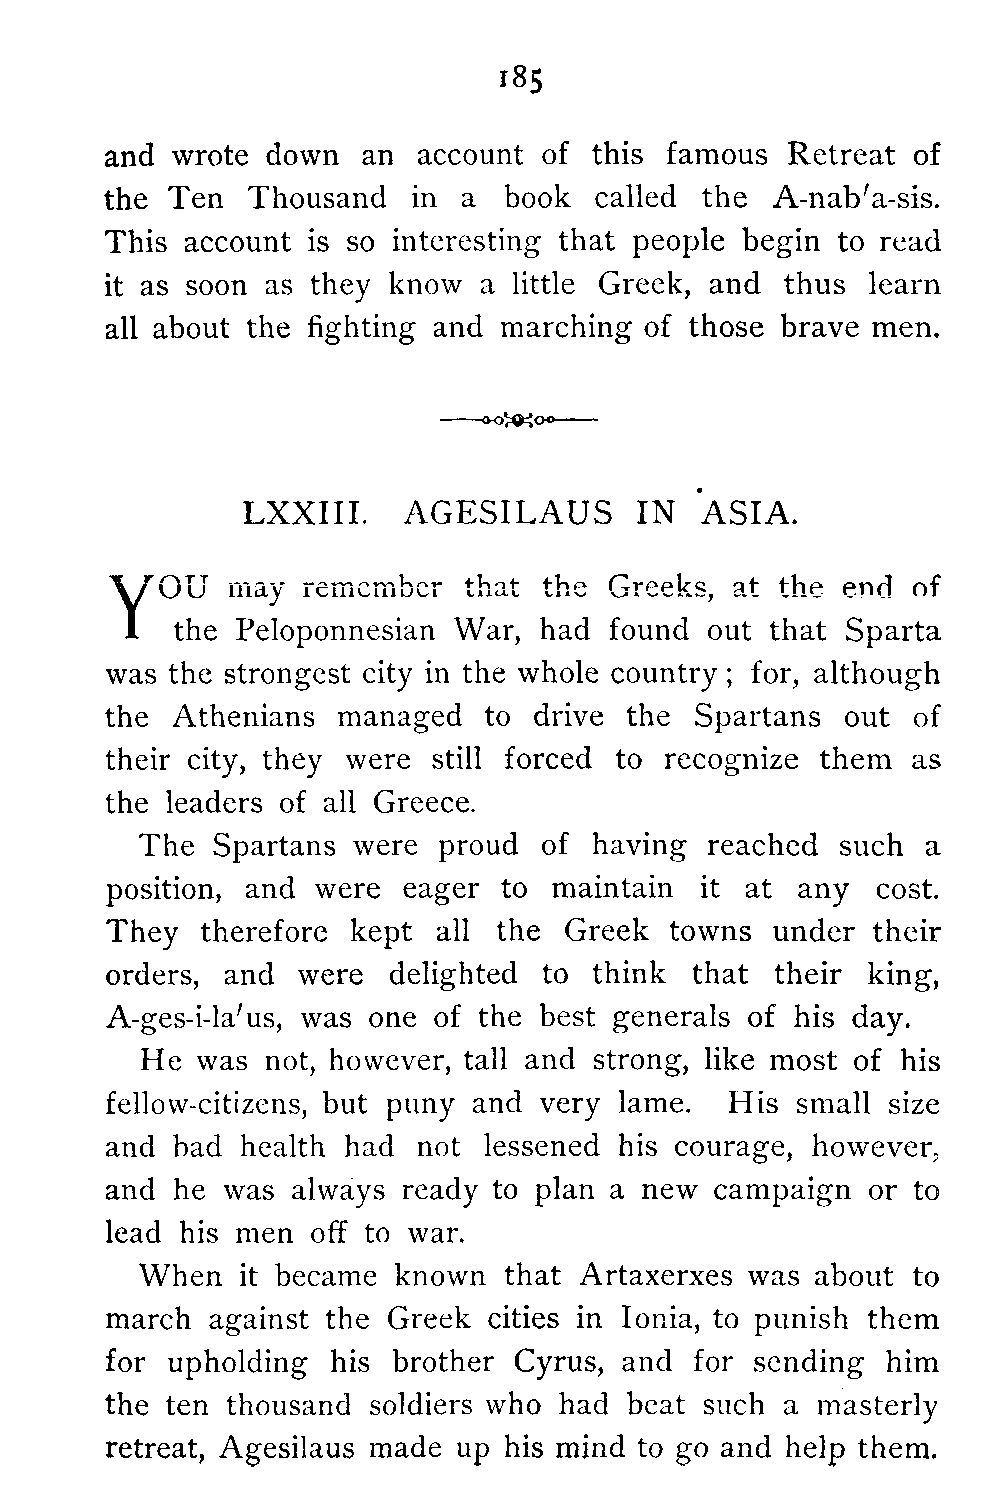 185
and wrote down an account of this famous Retreat of
the Ten Thousand in a book called the A-nab′a-sis.
This account is so interesting that people begin to read
it as soon as they know a little Greek, and thus learn
all about the fighting and marching of those brave men.
LXXIII. AGESILAUS IN ASIA.
YOU may remember that the Greeks, at the end of
the Peloponnesian War, had found out that Sparta
was the strongest city in the whole country; for, although
the Athenians managed to drive the Spartans out of
their city, they were still forced to recognize them as
the leaders of all Greece.
The Spartans were proud of having reached such a
position, and were eager to maintain it at any cost.
They therefore kept all the Greek towns under their
orders, and were delighted to think that their king,
A-ges-i-la′us, was one of the best generals of his day.
He was not, however, tall and strong, like most of his
fellow-citizens, but puny and very lame. His small size
and bad health had not lessened his courage, however,
and he was always ready to plan a new campaign or to
lead his men off to war.
When it became known that Artaxerxes was about to
march against the Greek cities in Ionia, to punish them
for upholding his brother Cyrus, and for sending him
the ten thousand soldiers who had beat such a masterly
retreat, Agesilaus made up his mind to go and help them.